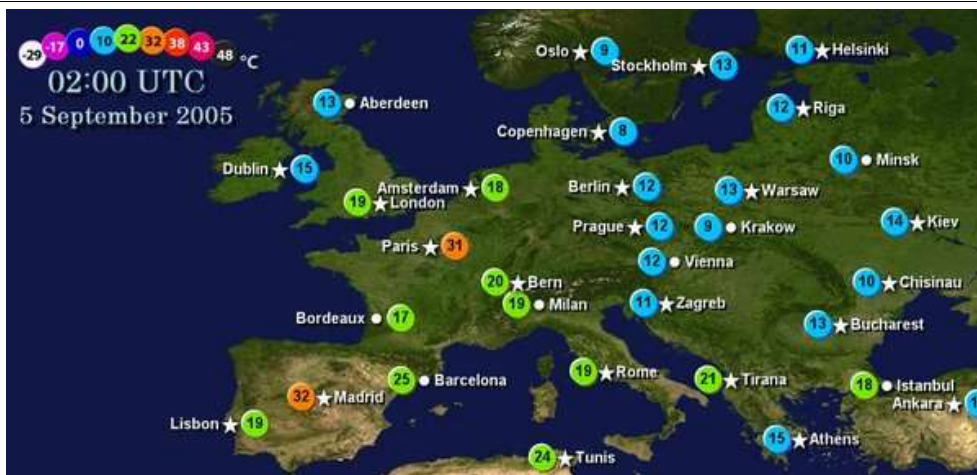 -29 -17 0 10 22 32 38 43 48 °C
02:00 UTC
5 September 2005
Oslo 9
Stockholm 13
11 Helsinki
13 Aberdeen
12 Riga
Copenhagen 8
10 Minsk
Dublin 15
Amsterdam 18
Berlin 12
13 Warsaw
19 London
Prague 12
9 Krakow
14 Kiev
Paris 31
12 Vienna
20 Bern
10 Chisinau
19 Milan
11 Zagreb
Bordeaux 17
13 Bucharest
19 Rome
21 Tirana
25 Barcelona
18 Istanbul
32 Madrid
Ankara
Lisbon 19
15 Athens
24 Tunis